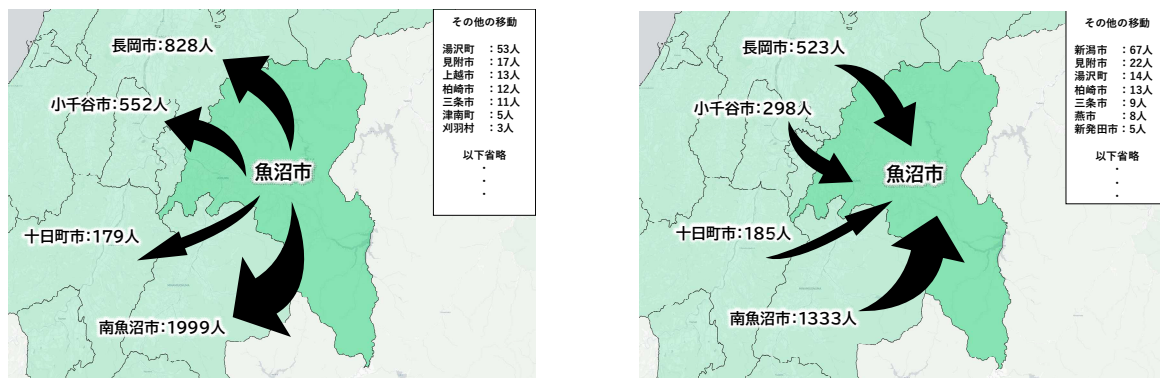 長岡市：828人
小千谷市：552人
魚沼市
十日町市：179人
南魚沼市：1999人
その他の移動
湯沢町　：53人
見附市　：17人
上越市　：13人
柏崎市　：12人
三条市　：11人
津南町　：5人
刈羽村　：3人
以下省略
・
・
・
長岡市：523人
小千谷市：298人
魚沼市
十日町市：185人
南魚沼市：1333人
その他の移動
新潟市　：67人
見附市　：22人
湯沢町　：14人
柏崎市　：13人
三条市　：9人
燕市　　：8人
新発田市：5人
以下省略
・
・
・